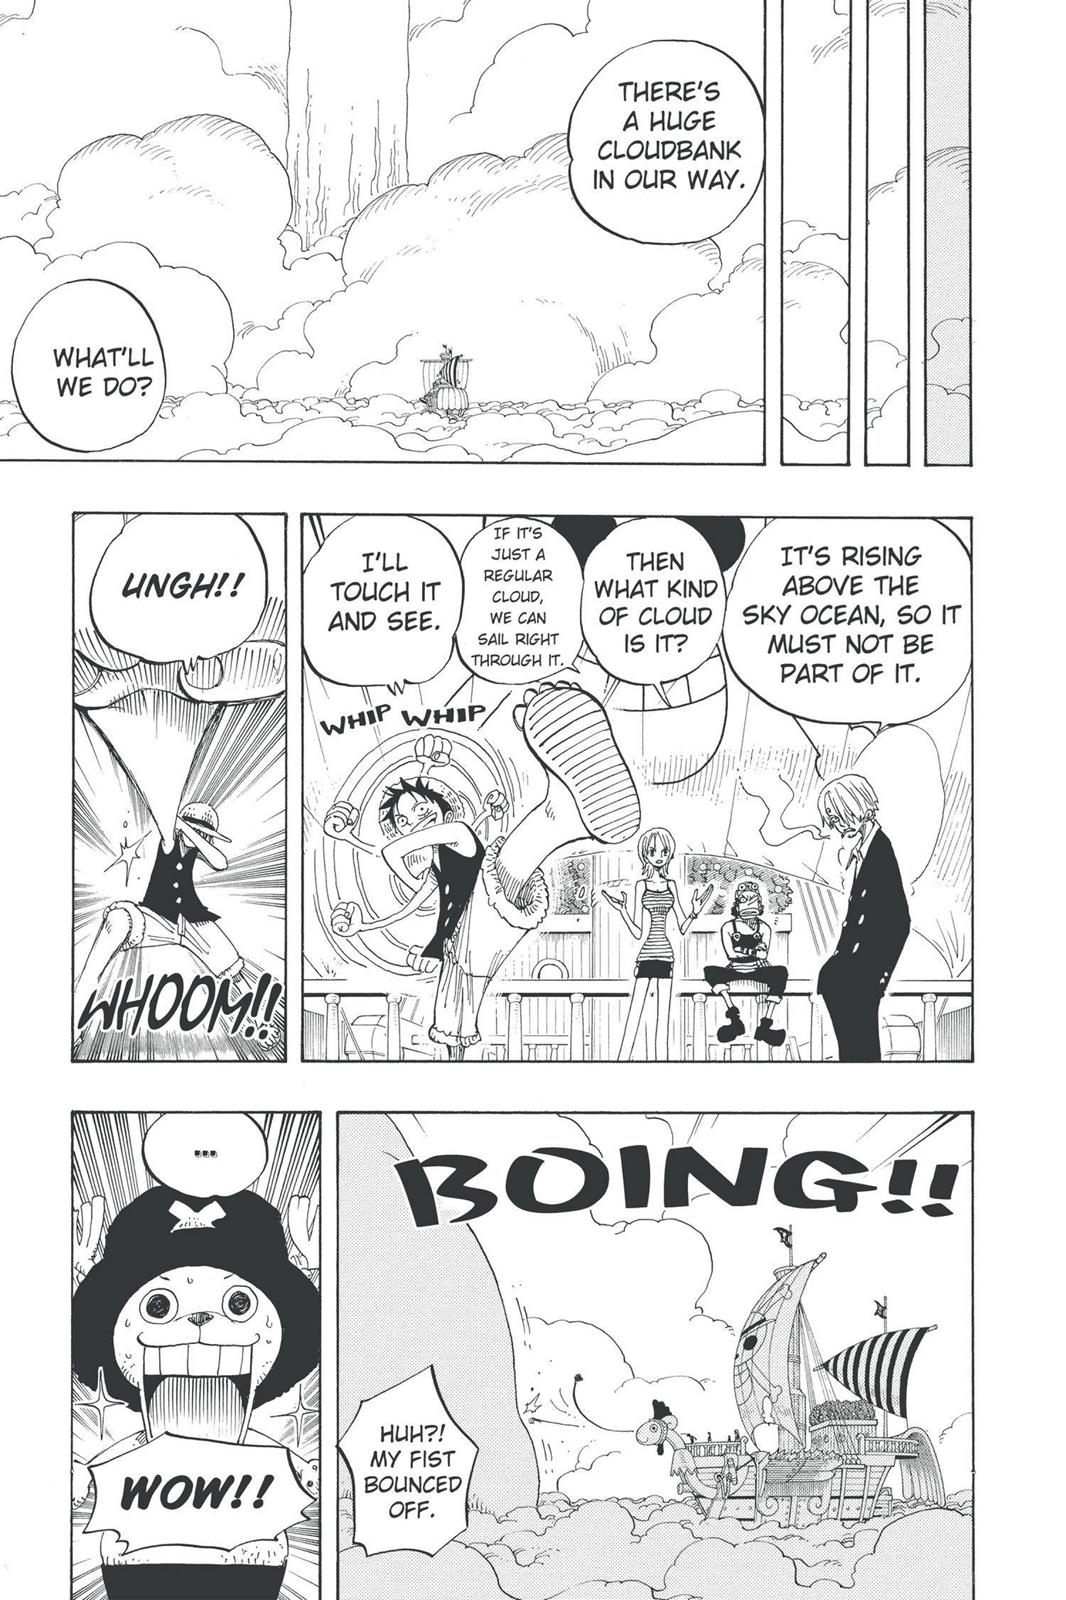 THERE'S
A HUGE
CLOUDBANK
IN OUR WAY.
WHAT'LL
WE DO?
IT'S RISING
ABOVE THE
SKY OCEAN, SO IT
MUST NOT BE
PART OF IT.
THEN
WHAT KIND
OF CLOUD
IS IT?
IF IT'S
JUST A
REGULAR
CLOUD,
WE CAN
SAIL RIGHT
THROUGH IT.
I'LL
TOUCH IT
AND SEE.
WHIP WHIP
UNGH!!
WHOOM!!
BOING!!
HUH?!
MY FIST
BOUNCED
OFF.
...
WOW!!